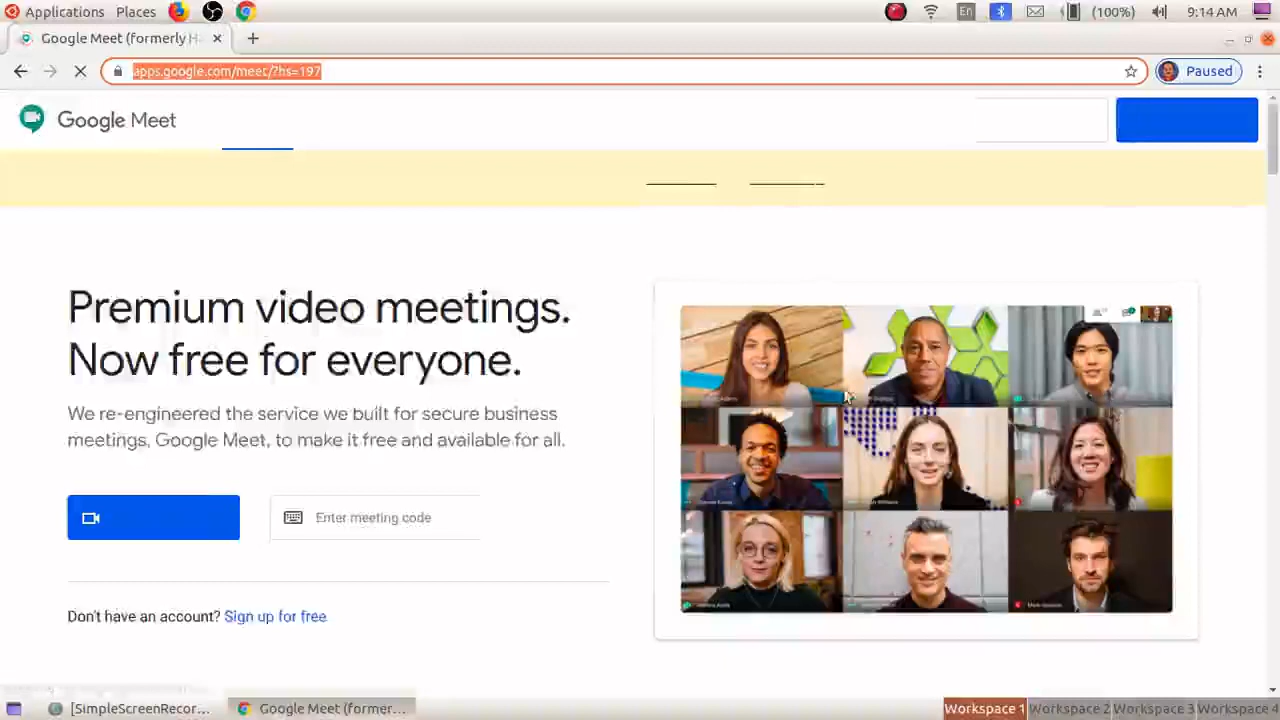 Applications Places En (100%) 9:14 AM
Google Meet (formerly H
apps.google.com/meet/?hs=197 Paused
Google Meet
Premium video meetings.
Now free for everyone.
We re-engineered the service we built for secure business
meetings, Google Meet, to make it free and available for all.
Enter meeting code
Don't have an account? Sign up for free
[SimpleScreenRecor... Google Meet (former... Workspace 1 Workspace 2 Workspace 3 Workspace 4